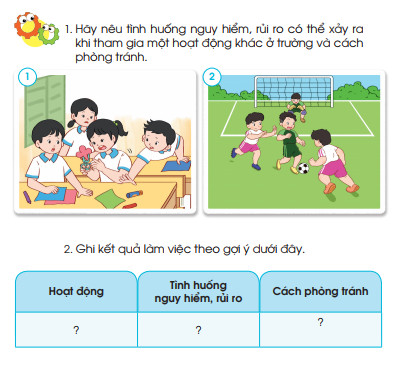 1. Hãy nêu tình huống nguy hiểm, rủi ro có thể xảy ra
khi tham gia một hoạt động khác ở trường và cách
phòng tránh.
1
2
2. Ghi kết quả làm việc theo gợi ý dưới đây.
Hoạt động
Tình huống
nguy hiểm, rủi ro
Cách phòng tránh
?
?
?